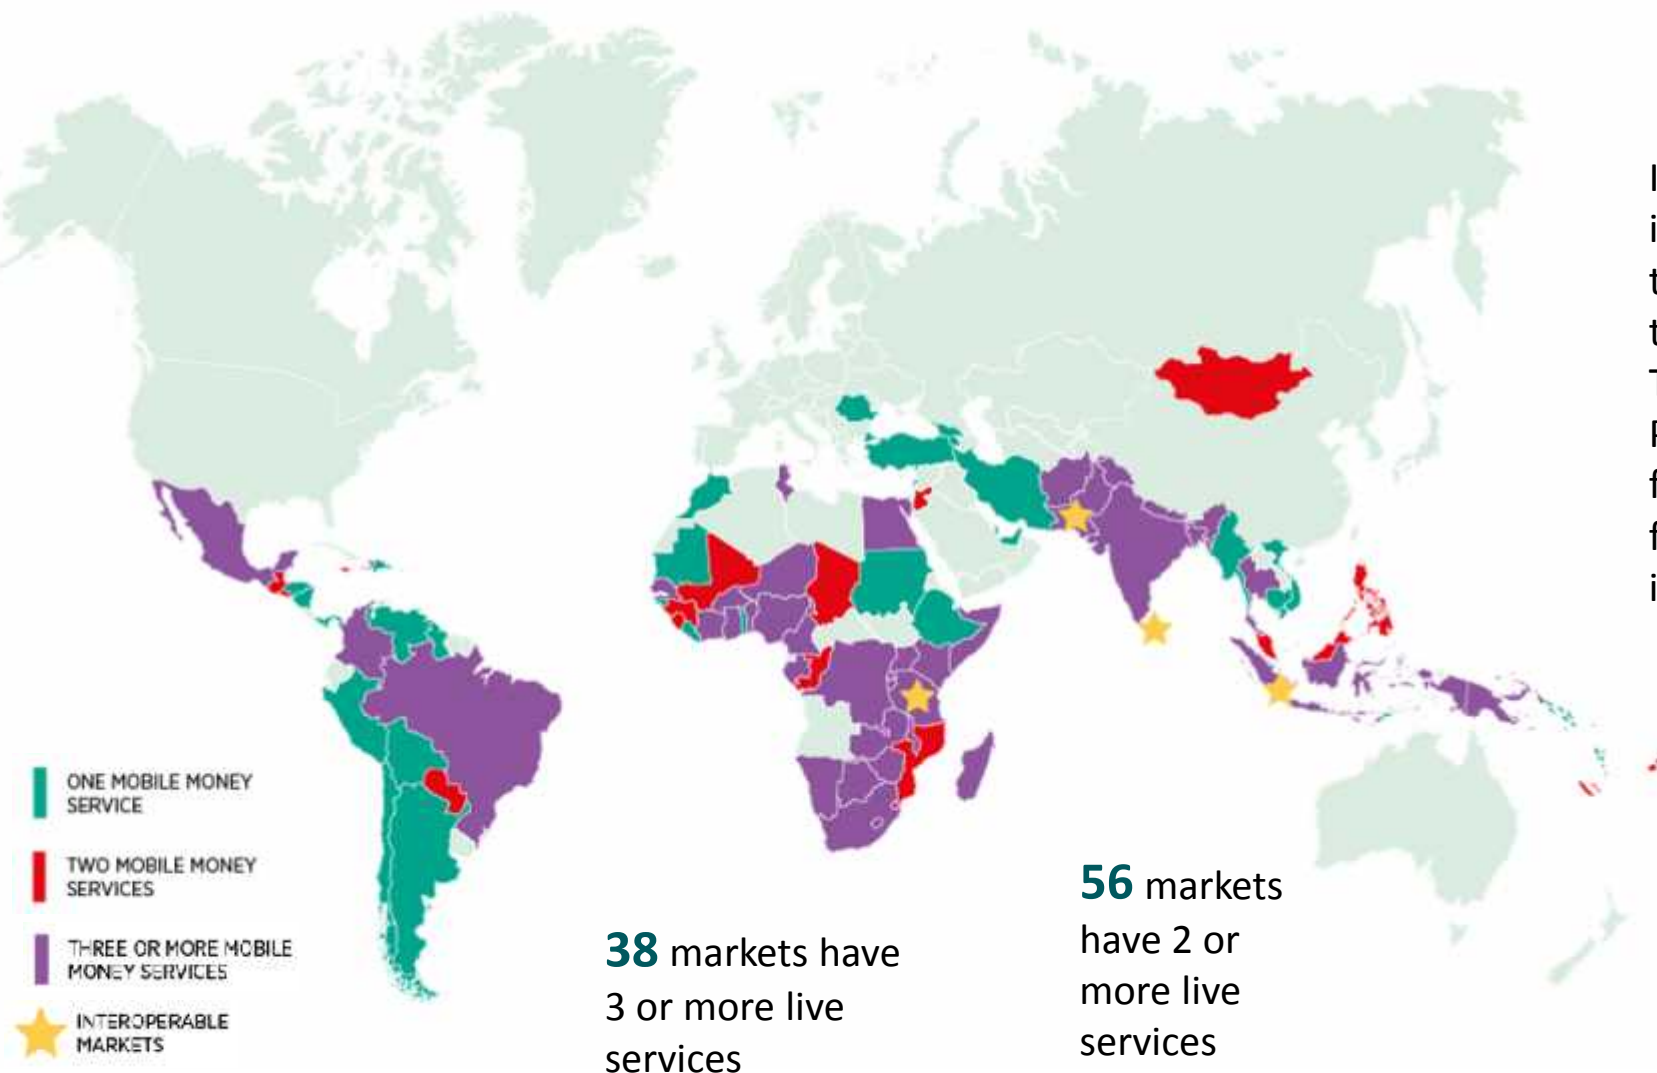 ONE MOBILE MONEY
SERVICE
TWO MOBILE MONEY
SERVICES
THREE OR MORE MOBILE
MONEY SERVICES
INTEROPERABLE
MARKETS
38 markets have
3 or more live
services
56 markets
have 2 or
more live
services